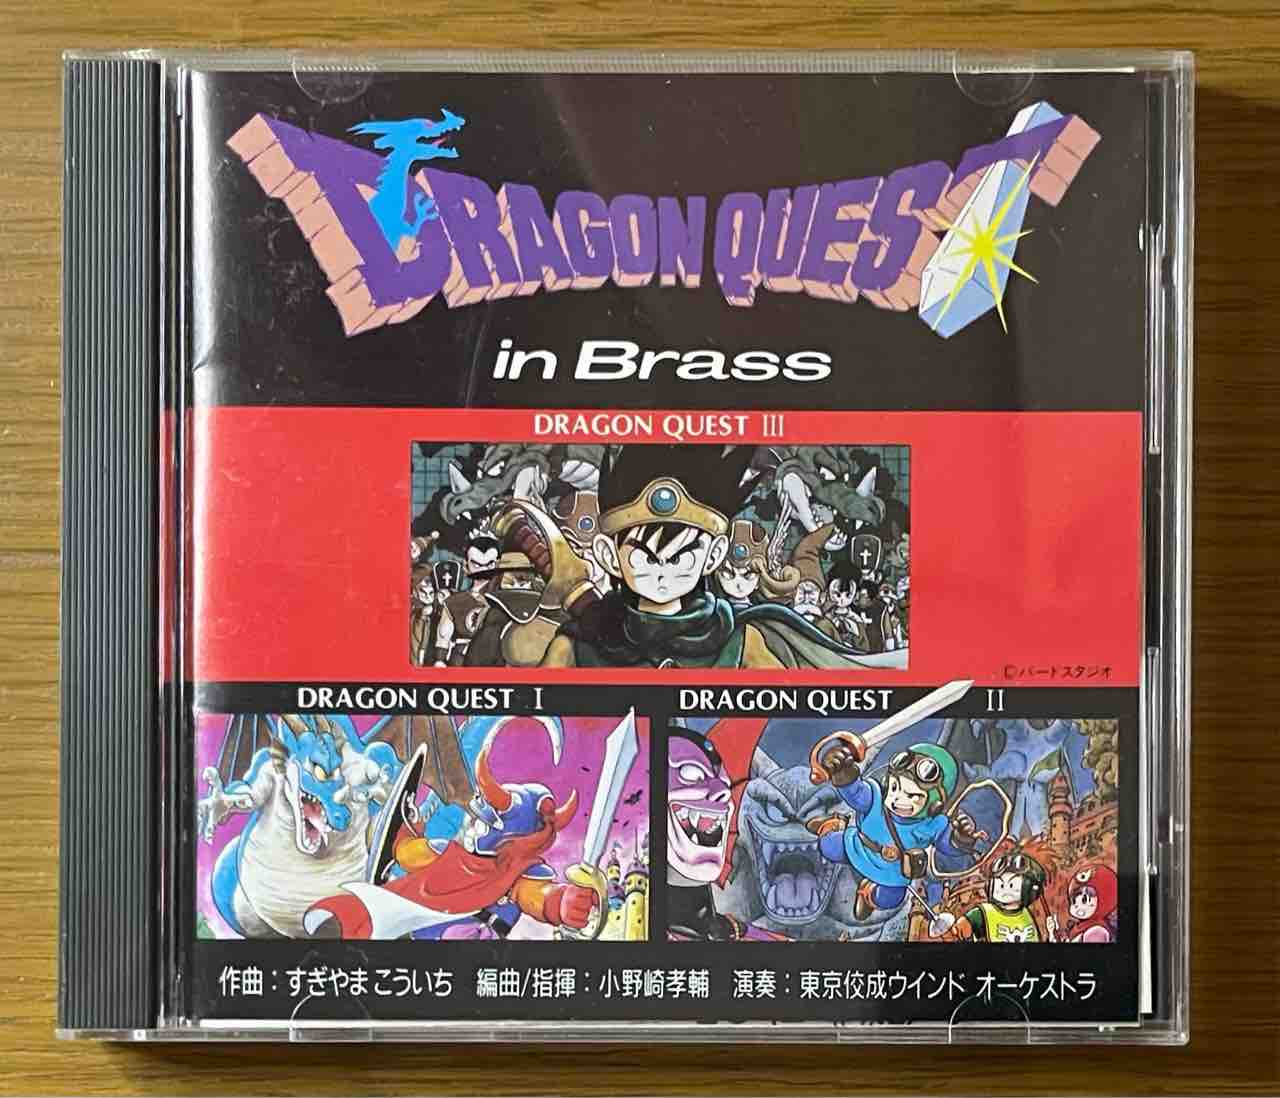 DRAGON QUEST
in Brass
DRAGON QUEST III
©バードスタジオ
DRAGON QUEST I
DRAGON QUEST II
作曲：すぎやまこういち 編曲/指揮：小野崎孝輔 演奏：東京佼成ウインド オーケストラ